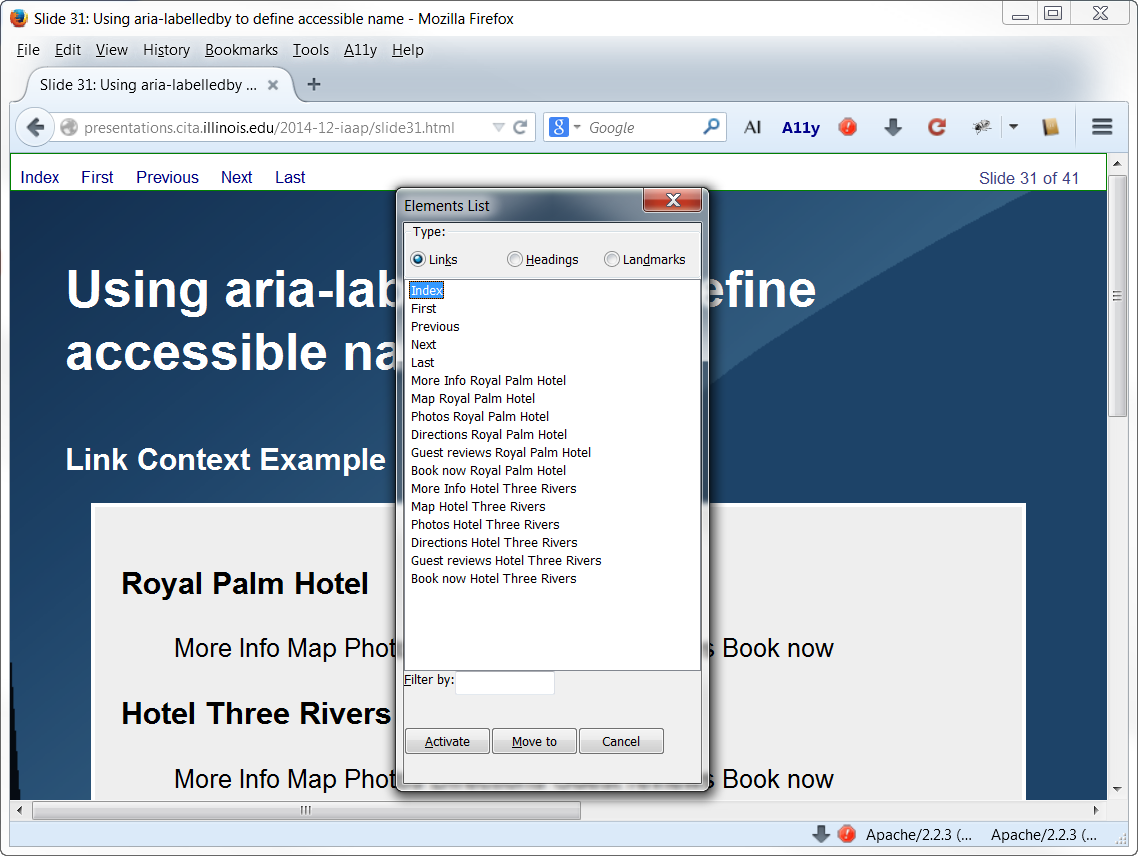 Slide 31: Using aria-labelledby to define accessible name - Mozilla Firefox
File Edit View History Bookmarks Tools A11y Help
Slide 31: Using aria-labelledby ...
presentations.cita.illinois.edu/2014-12-iaap/slide31.html Google AI A11y
Index First Previous Next Last Slide 31 of 41
Using aria-lab efine
accessible na
Link Context Example
Royal Palm Hotel
More Info Map Phot s Book now
Hotel Three Rivers
More Info Map Phot s Book now
Elements List
Type:
Links Headings Landmarks
Index
First
Previous
Next
Last
More Info Royal Palm Hotel
Map Royal Palm Hotel
Photos Royal Palm Hotel
Directions Royal Palm Hotel
Guest reviews Royal Palm Hotel
Book now Royal Palm Hotel
More Info Hotel Three Rivers
Map Hotel Three Rivers
Photos Hotel Three Rivers
Directions Hotel Three Rivers
Guest reviews Hotel Three Rivers
Book now Hotel Three Rivers
Filter by:
Activate Move to Cancel
Apache/2.2.3 (... Apache/2.2.3 (...